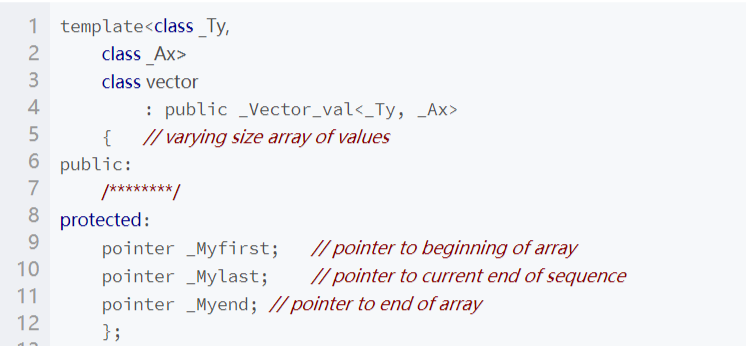 1 template<class _Ty,
2 class _Ax>
3 class vector
4 : public _Vector_val<_Ty, _Ax>
5 { // varying size array of values
6 public:
7 /********/
8 protected:
9 pointer _Myfirst; // pointer to beginning of array
10 pointer _Mylast; // pointer to current end of sequence
11 pointer _Myend; // pointer to end of array
12 };